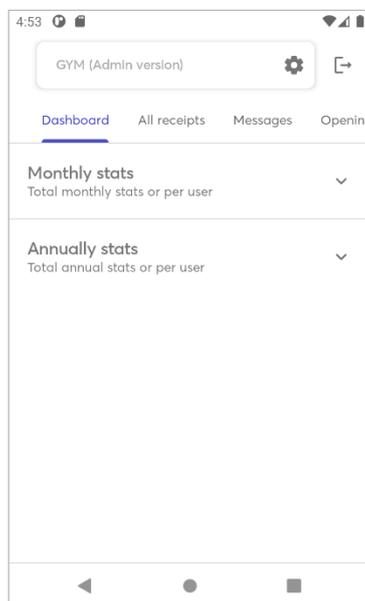 4:53
GYM (Admin version)
Dashboard All receipts Messages Openin
Monthly stats
Total monthly stats or per user
Annually stats
Total annual stats or per user